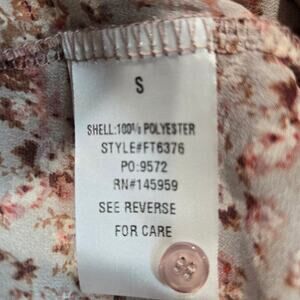 S
SHELL:100% POLYESTER
STYLE#FT6376
PO:9572
RN#145959
SEE REVERSE
FOR CARE